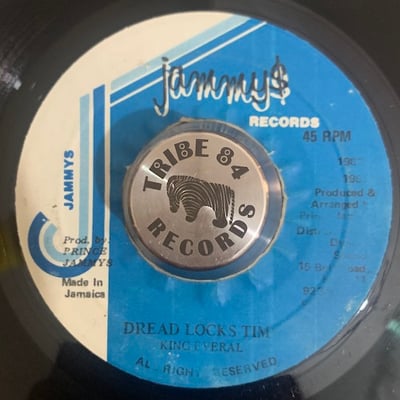 jammy$
RECORDS
45 RPM
JAMMYS
TRIBE 84
RECORDS
Produced &
Arranged
Prod. by.
PRINCE
JAMMYS
Made in
Jamaica
DREAD LOCKS TIM
KING EVERAL
RESERVED